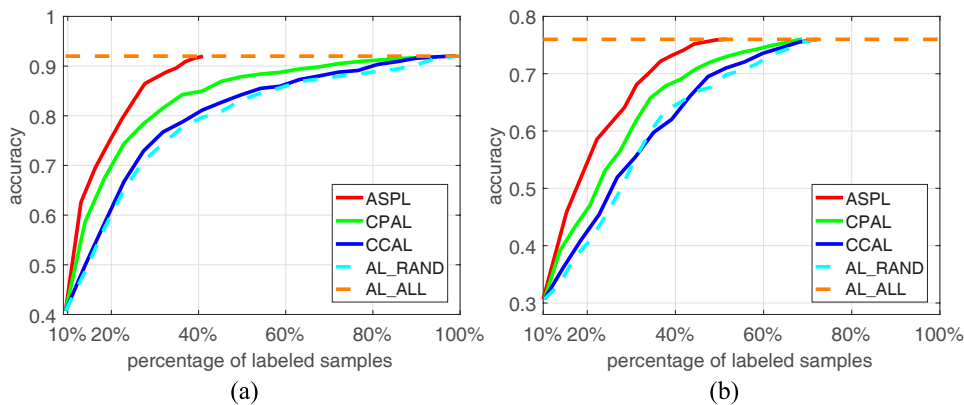 1
0.9
0.8
0.7
0.6
0.5
0.4
accuracy
10% 20% 40% 60% 80% 100%
percentage of labeled samples
ASPL
CPAL
CCAL
AL_RAND
AL_ALL
(a)
0.8
0.7
0.6
0.5
0.4
0.3
accuracy
10% 20% 40% 60% 80% 100%
percentage of labeled samples
ASPL
CPAL
CCAL
AL_RAND
AL_ALL
(b)